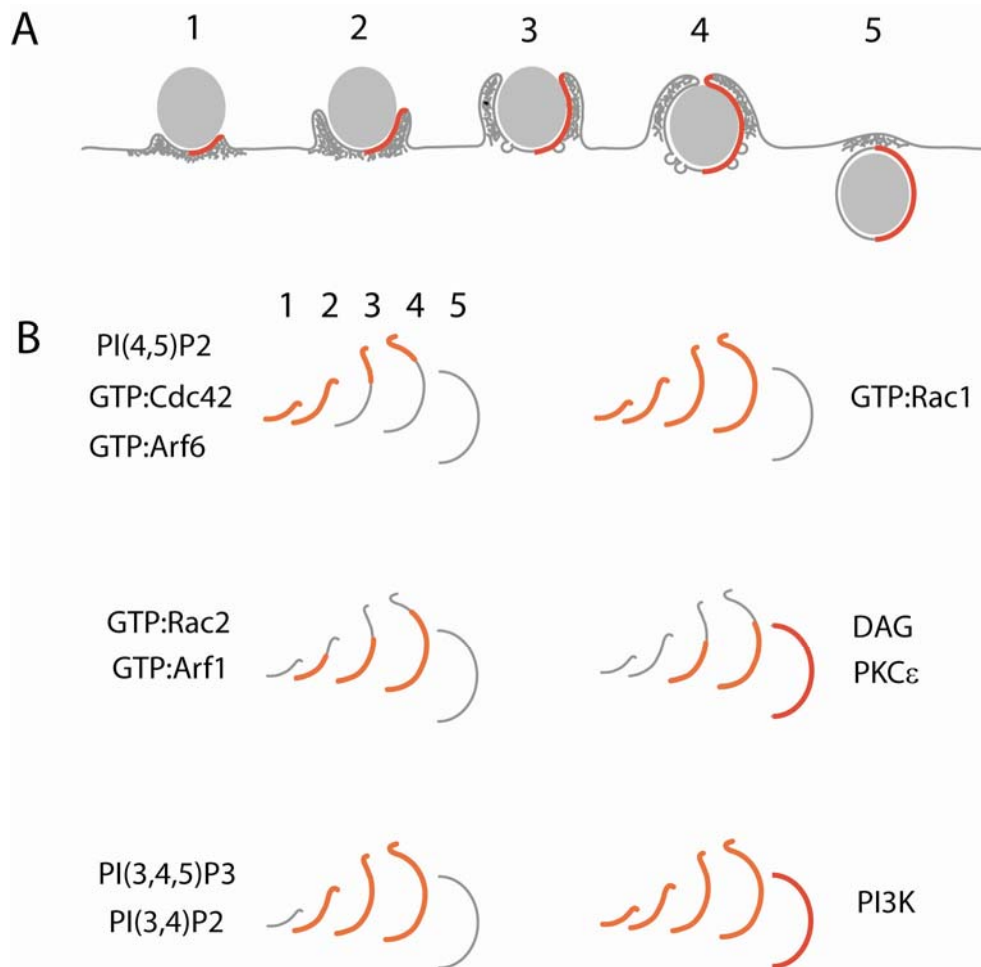 A
1 2 3 4 5
B
1 2 3 4 5
PI(4,5)P2
GTP:Cdc42
GTP:Arf6
GTP:Rac1
GTP:Rac2
GTP:Arf1
DAG
PKCε
PI(3,4,5)P3
PI(3,4)P2
PI3K